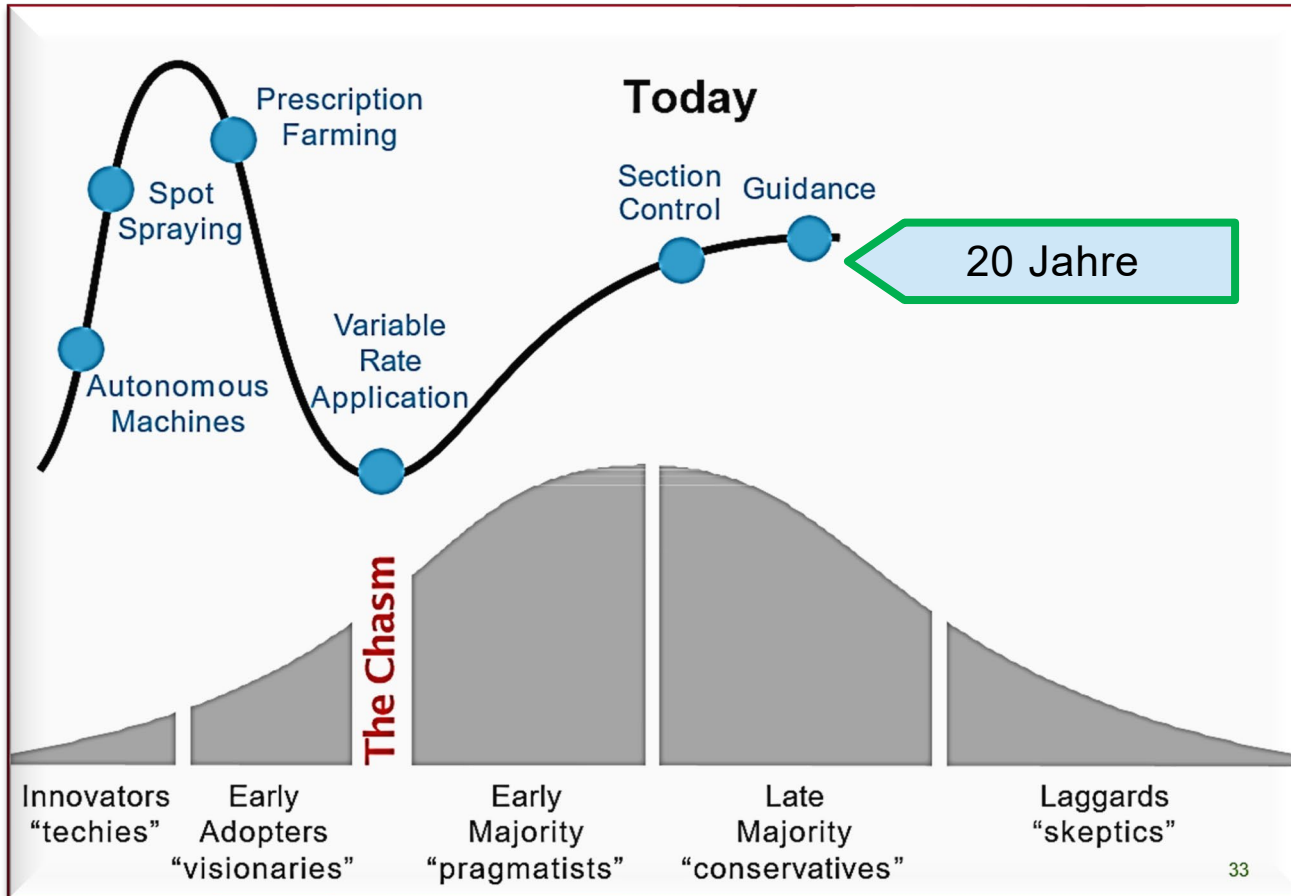 Today
Prescription
Farming
Spot
Spraying
Autonomous
Machines
Variable
Rate
Application
Section
Control
Guidance
20 Jahre
The Chasm
Innovators
“techies”
Early
Adopters
“visionaries”
Early
Majority
“pragmatists”
Late
Majority
“conservatives”
Laggards
“skeptics”
33